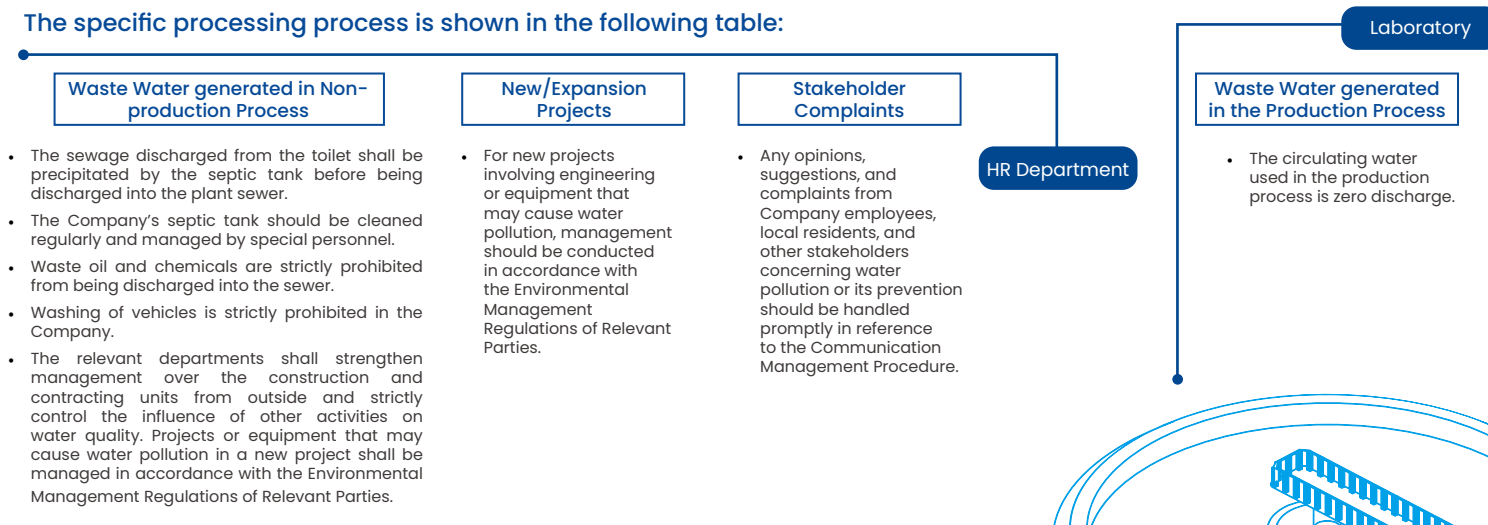 The specific processing process is shown in the following table:
Waste Water generated in Non-
production Process
• The sewage discharged from the toilet shall be
precipitated by the septic tank before being
discharged into the plant sewer.
• The Company's septic tank should be cleaned
regularly and managed by special personnel.
• Waste oil and chemicals are strictly prohibited
from being discharged into the sewer.
• Washing of vehicles is strictly prohibited in the
Company.
• The relevant departments shall strengthen
management over the construction and
contracting units from outside and strictly
control the influence of other activities on
water quality. Projects or equipment that may
cause water pollution in a new project shall be
managed in accordance with the Environmental
Management Regulations of Relevant Parties.
New/Expansion
Projects
• For new projects
involving engineering
or equipment that
may cause water
pollution, management
should be conducted
in accordance with
the Environmental
Management
Regulations of Relevant
Parties.
Stakeholder
Complaints
• Any opinions,
suggestions, and
complaints from
Company employees,
local residents, and
other stakeholders
concerning water
pollution or its prevention
should be handled
promptly in reference
to the Communication
Management Procedure.
HR Department
Laboratory
Waste Water generated
in the Production Process
• The circulating water
used in the production
process is zero discharge.